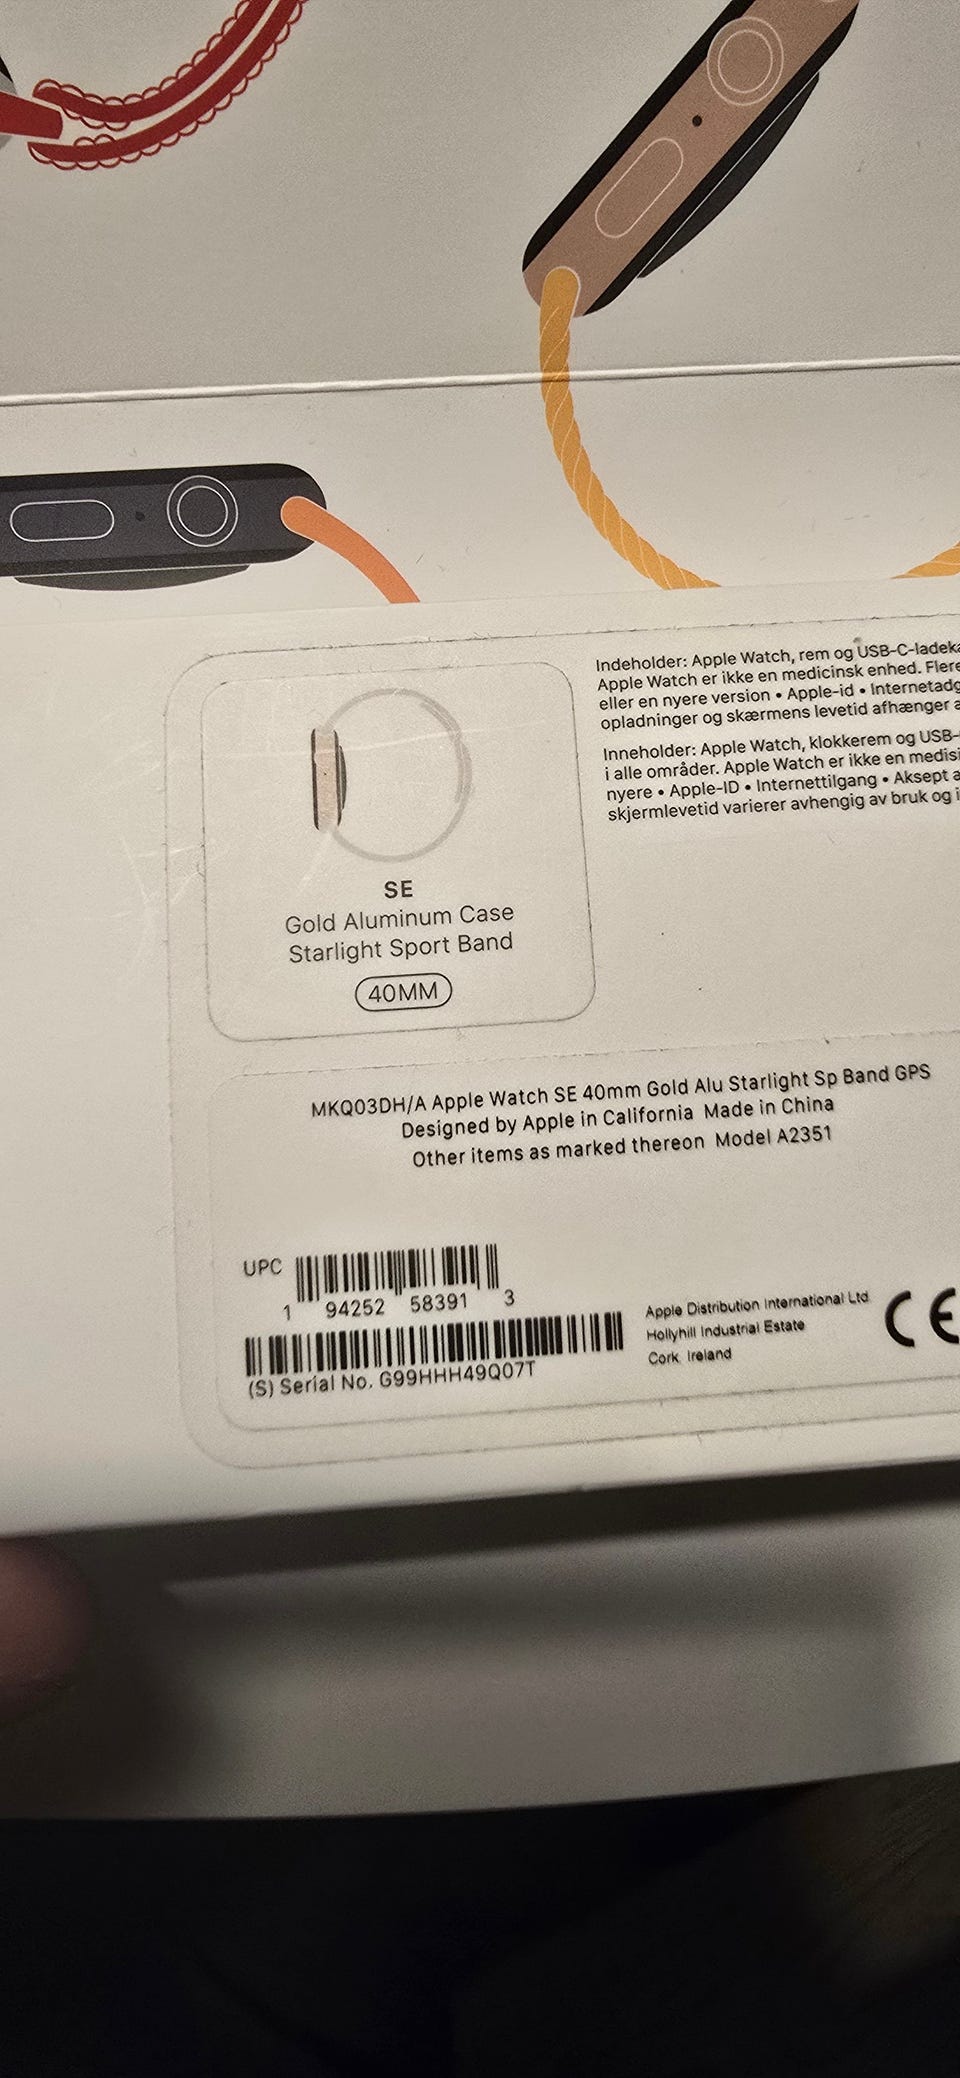 Indeholder: Apple Watch, rem og USB-C-ladeka
Apple Watch er ikke en medicinsk enhed. Flere
eller en nyere version • Apple-id • Internetadg
opladninger og skærmens levetid afhænger a
Inneholder: Apple Watch, klokkerem og USB-
i alle områder. Apple Watch er ikke en medisi
nyere • Apple-ID • Internettilgang • Aksept a
skjermlevetid varierer avhengig av bruk og i
SE
Gold Aluminum Case
Starlight Sport Band
40MM
MKQ03DH/A Apple Watch SE 40mm Gold Alu Starlight Sp Band GPS
Designed by Apple in California Made in China
Other items as marked thereon Model A2351
UPC
1 94252 58391 3
(S) Serial No. G99HHH49Q07T
Apple Distribution International Ltd
Hollyhill Industrial Estate
Cork Ireland
CE